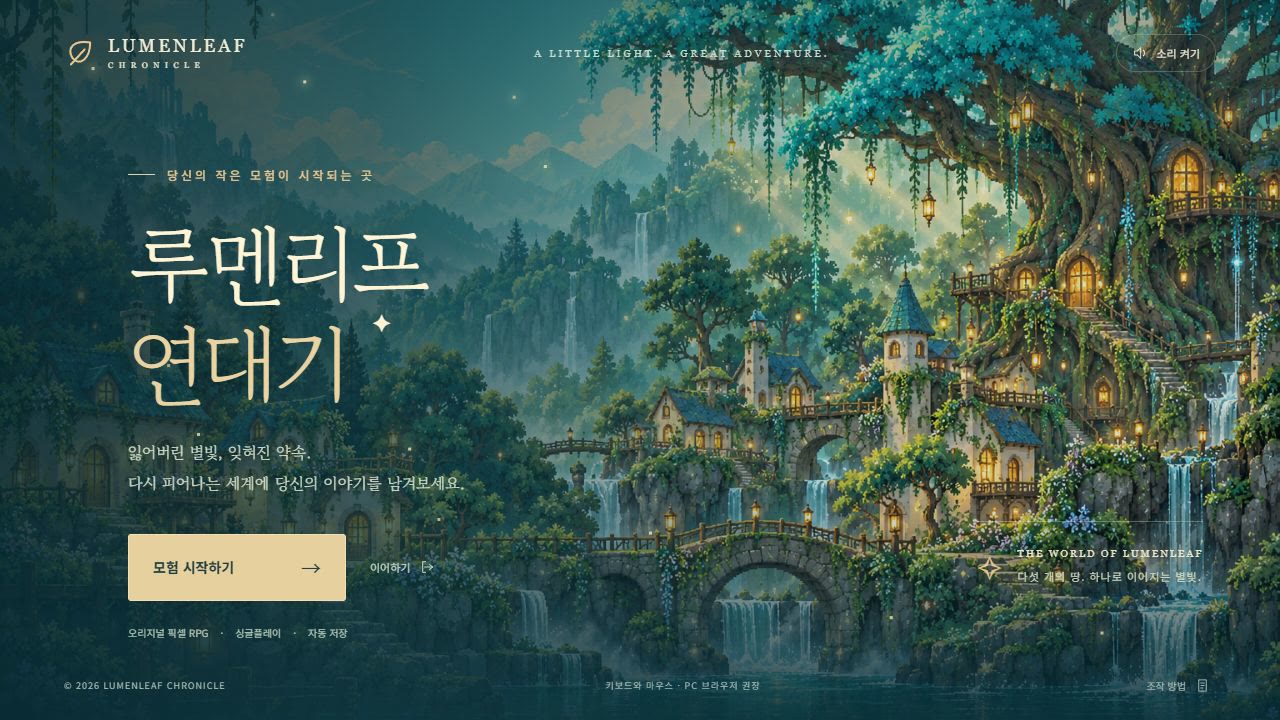 LUMENLEAF
CHRONICLE
A LITTLE LIGHT. A GREAT ADVENTURE.
소리 켜기
당신의 작은 모험이 시작되는 곳
루멘리프
연대기
잃어버린 별빛, 잊혀진 약속.
다시 피어나는 세계에 당신의 이야기를 남겨보세요.
모험 시작하기
이어하기
THE WORLD OF LUMENLEAF
다섯 개의 땅. 하나로 이어지는 별빛.
오리지널 픽셀 RPG · 싱글플레이 · 자동 저장
© 2026 LUMENLEAF CHRONICLE
키보드와 마우스 · PC 브라우저 권장
조작 방법